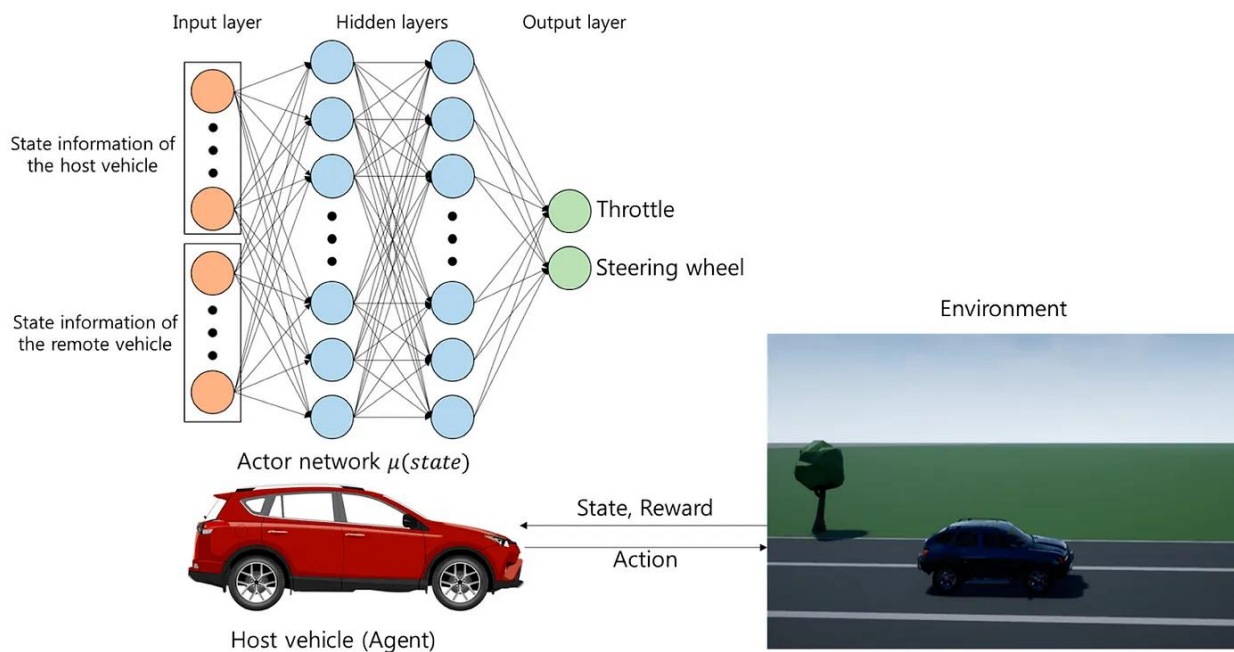 Input layer
Hidden layers
Output layer
State information of
the host vehicle
Throttle
Steering wheel
State information of
the remote vehicle
Environment
Actor network μ(state)
State, Reward
Action
Host vehicle (Agent)